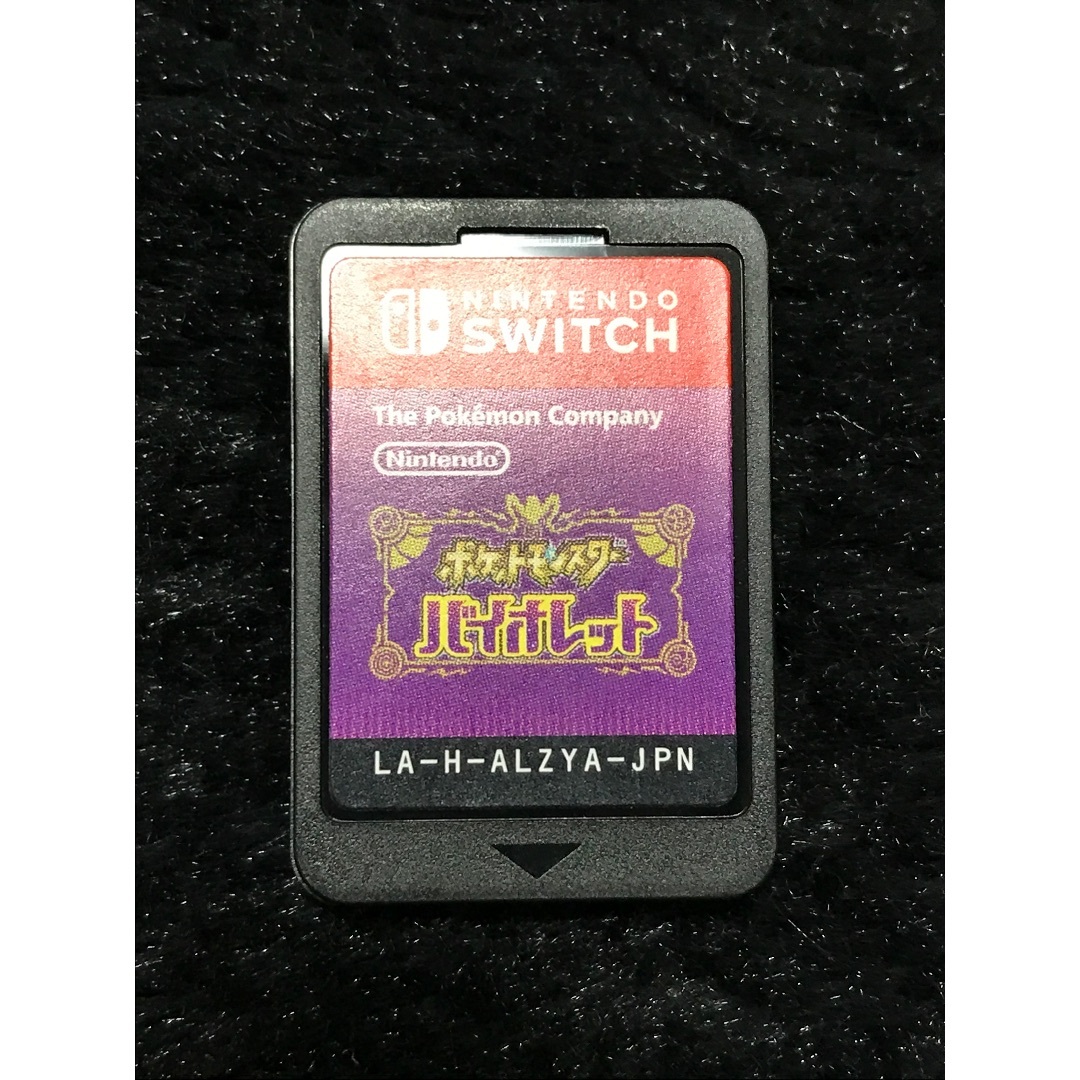 NINTENDO
SWITCH
The Pokémon Company
Nintendo
ポケットモンスター
バイオレット
LA-H-ALZYA-JPN